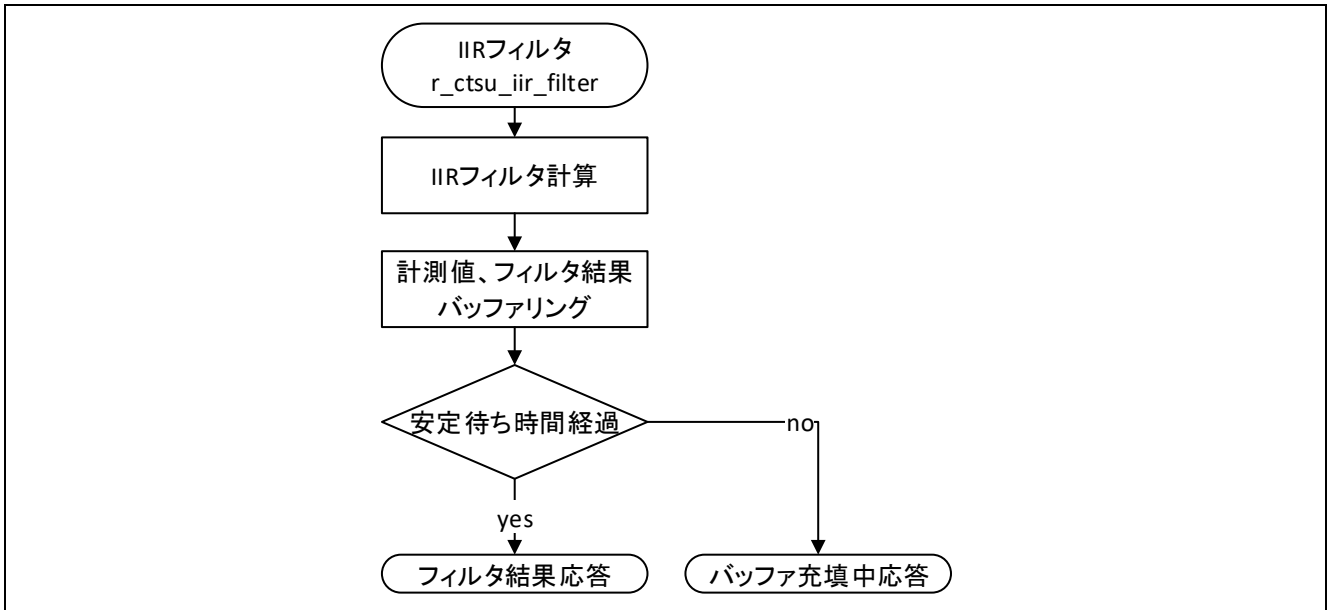 IIRフィルタ
r_ctsu_iir_filter
IIRフィルタ計算
計測値、フィルタ結果
バッファリング
安定待ち時間経過
no
yes
フィルタ結果応答
バッファ充填中応答